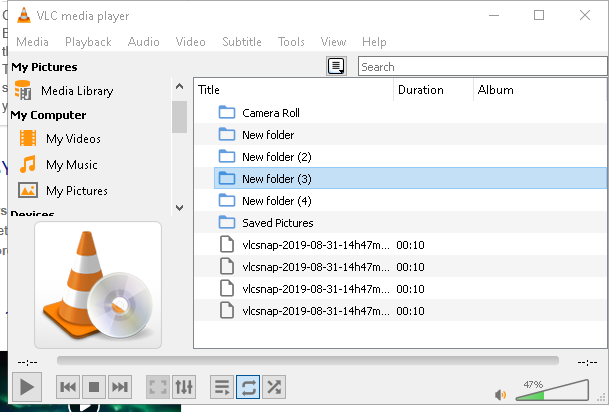 VLC media player
Media Playback Audio Video Subtitle Tools View Help
My Pictures
Search
Media Library
My Computer
My Videos
My Music
My Pictures
Devices
Title Duration Album
Camera Roll
New folder
New folder (2)
New folder (3)
New folder (4)
Saved Pictures
vlcsnap-2019-08-31-14h47m... 00:10
vlcsnap-2019-08-31-14h47m... 00:10
vlcsnap-2019-08-31-14h47m... 00:10
vlcsnap-2019-08-31-14h47m... 00:10
--:-- --:--
47%